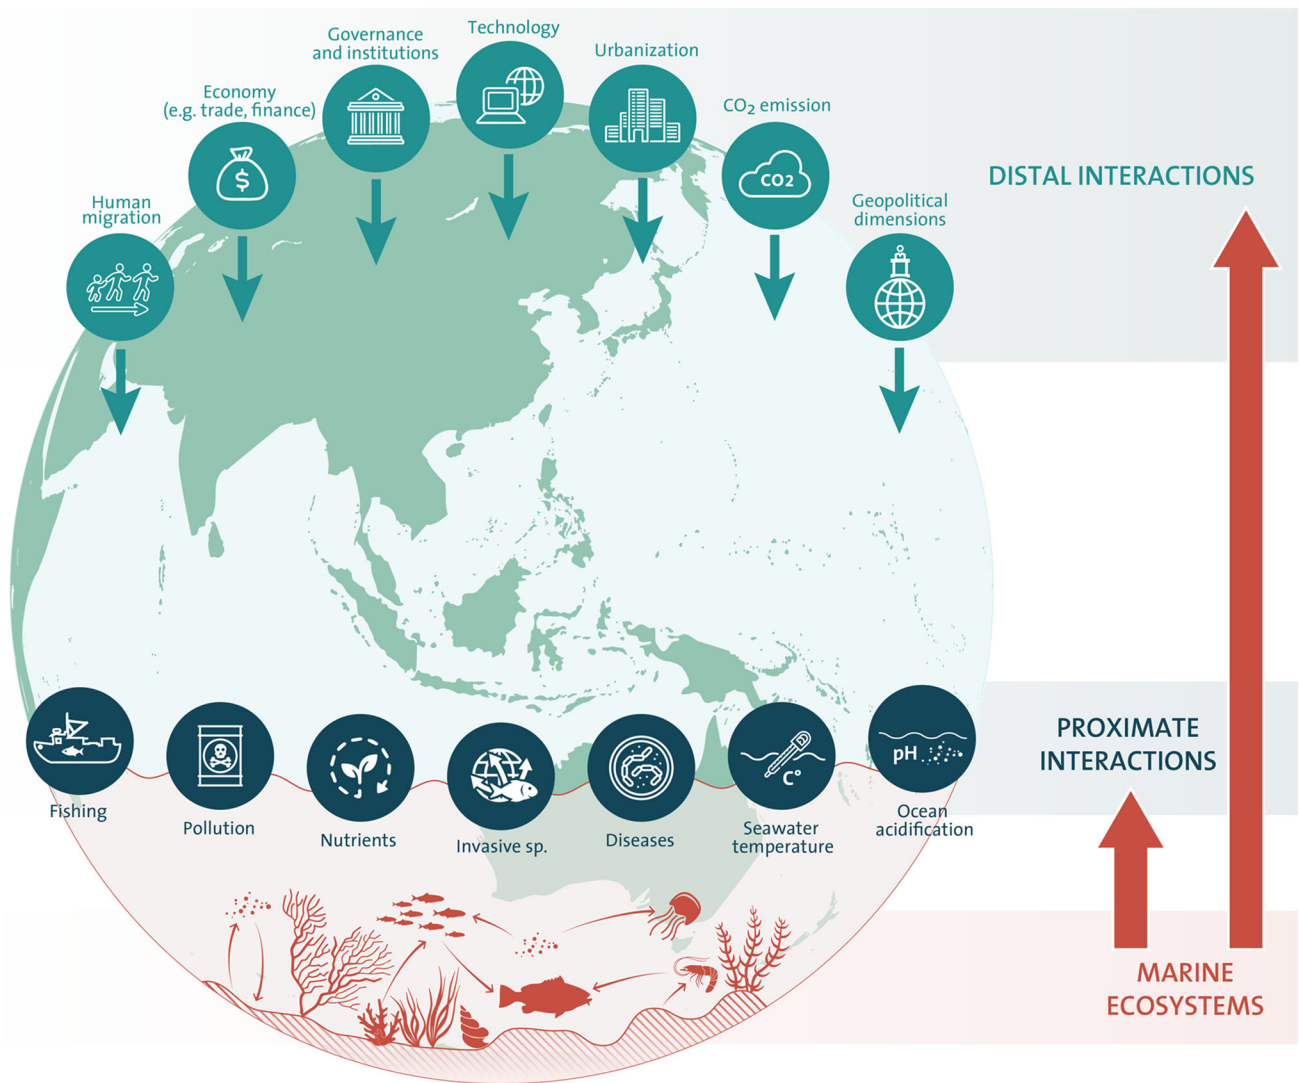 Technology
Governance
and institutions
Urbanization
Economy
(e.g. trade, finance)
CO₂ emission
$
CO2
DISTAL INTERACTIONS
Human
migration
Geopolitical
dimensions
PROXIMATE
INTERACTIONS
pH
C°
Fishing
Pollution
Nutrients
Invasive sp.
Diseases
Seawater
temperature
Ocean
acidification
MARINE
ECOSYSTEMS